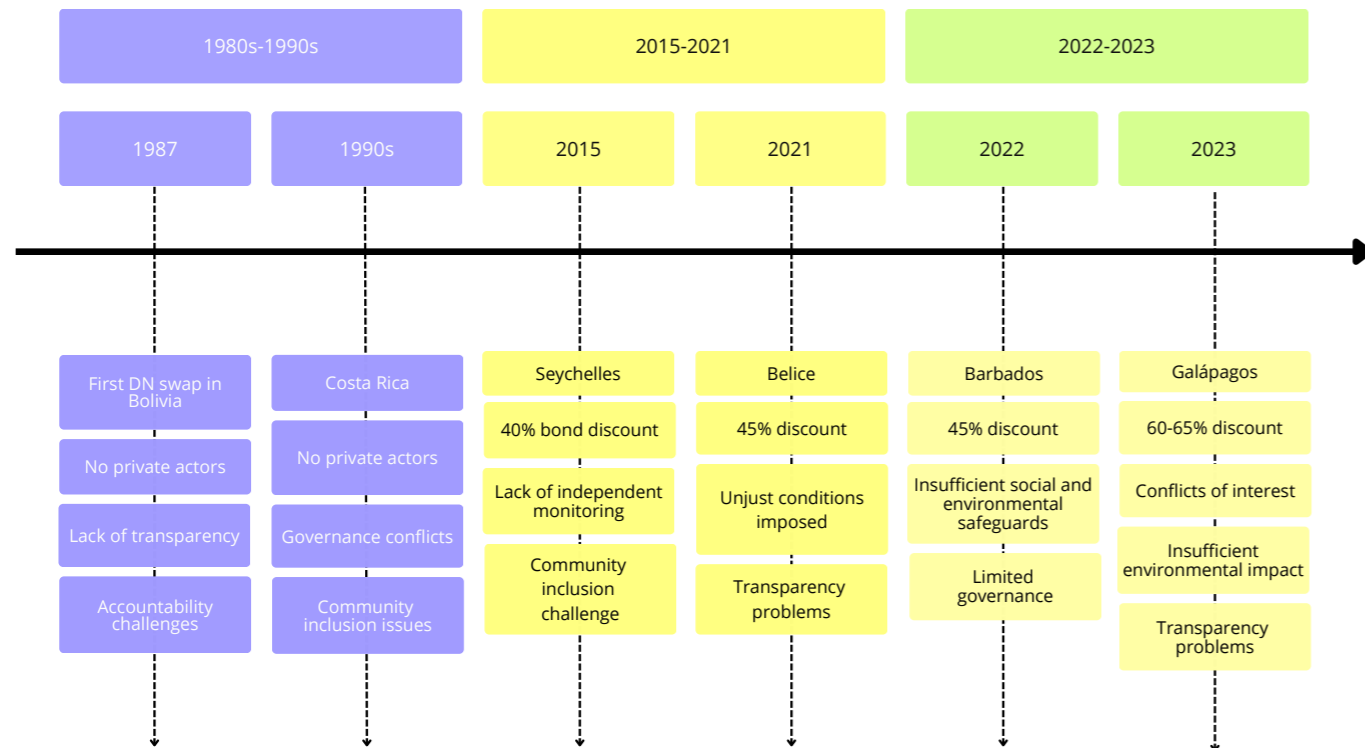 1980s-1990s
2015-2021
2022-2023
1987
1990s
2015
2021
2022
2023
First DN swap in
Bolivia
No private actors
Lack of transparency
Accountability
challenges
Costa Rica
No private actors
Governance conflicts
Community
inclusion issues
Seychelles
40% bond discount
Lack of independent
monitoring
Community
inclusion
challenge
Belice
45% discount
Unjust conditions
imposed
Transparency
problems
Barbados
45% discount
Insufficient social and
environmental
safeguards
Limited
governance
Galápagos
60-65% discount
Conflicts of interest
Insufficient
environmental impact
Transparency
problems